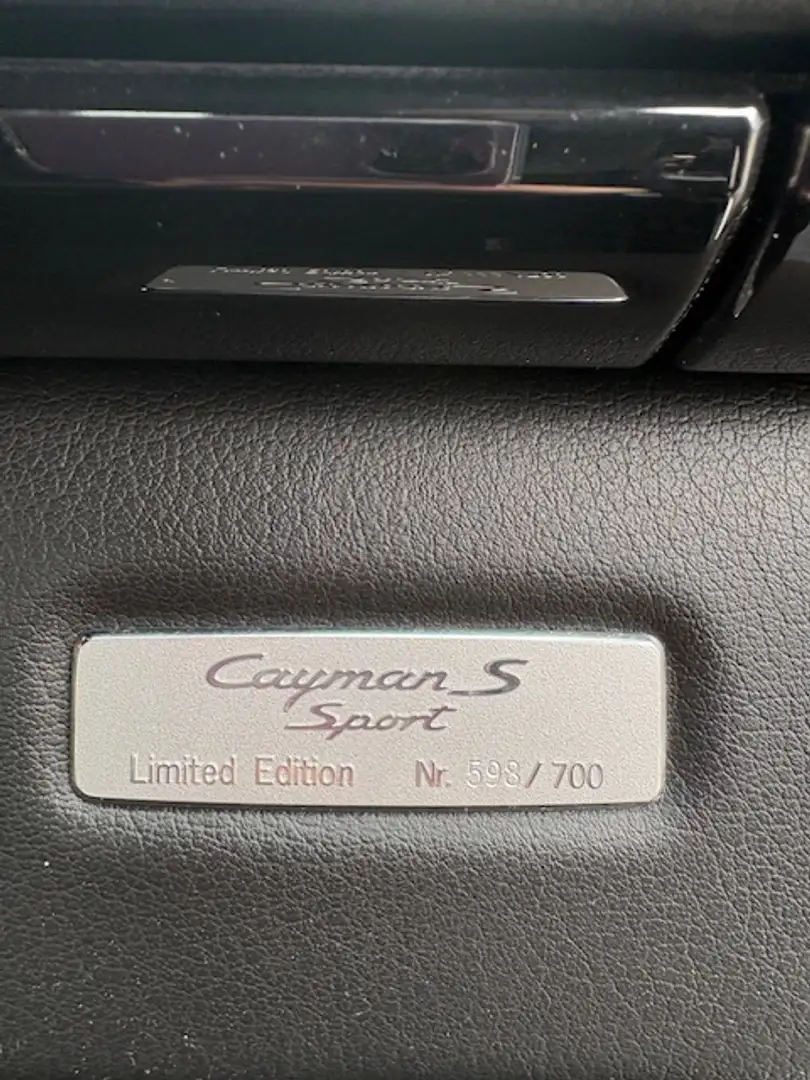 Cayman S
Sport
Limited Edition Nr. 598/700